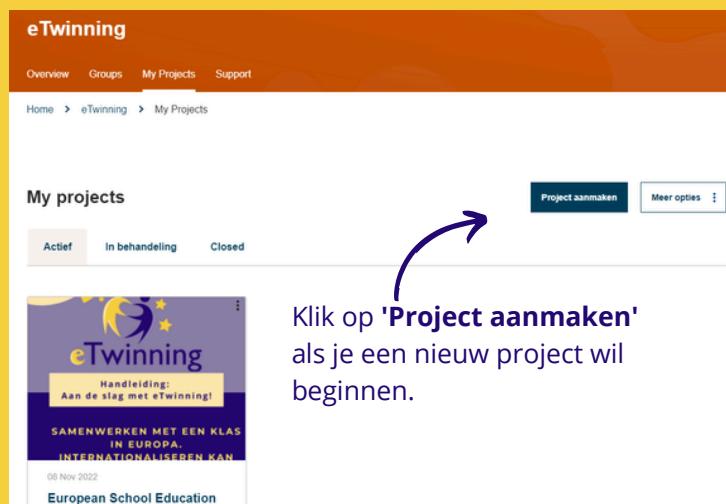 eTwinning
Overview Groups My Projects Support
Home > eTwinning > My Projects
My projects
Project aanmaken Meer opties
Actief In behandeling Closed
eTwinning
Handleiding:
Aan de slag met eTwinning!
SAMENWERKEN MET EEN KLAS
IN EUROPA.
INTERNATIONALISEREN KAN
08 Nov 2022
European School Education
Klik op 'Project aanmaken'
als je een nieuw project wil
beginnen.